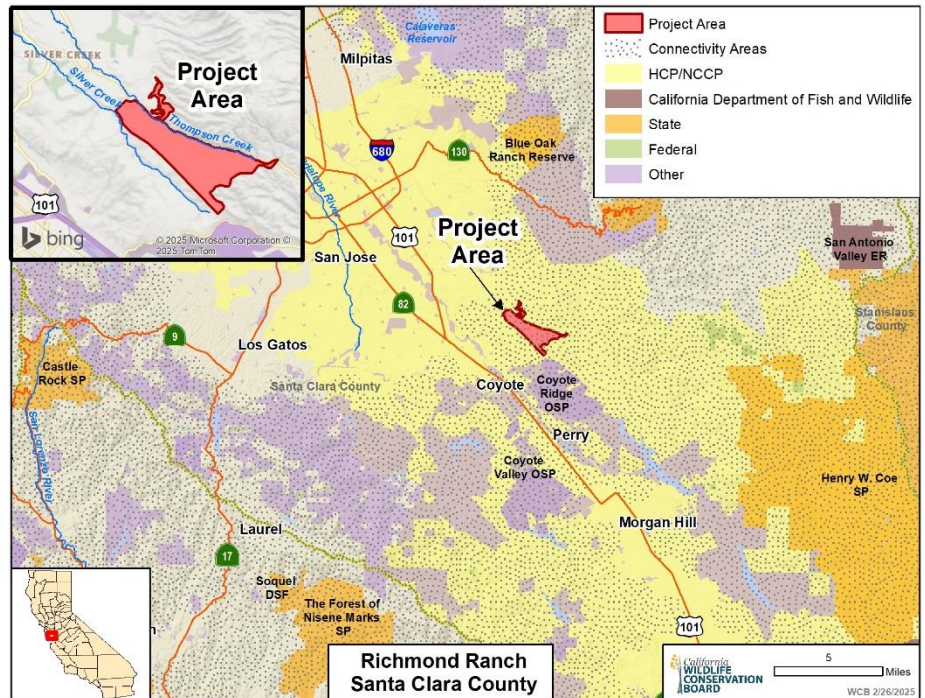 SILVER CREEK
Silver Creek
Thompson Creek
Project
Area
101
bing
© 2025 Microsoft Corporation ©
2025 TomTom
Project Area
Connectivity Areas
HCP/NCCP
California Department of Fish and Wildlife
State
Federal
Other
Calaveras
Reservoir
Milpitas
680
130
Blue Oak
Ranch Reserve
dalupe River
101
Project
Area
San Antonio
Valley ER
San Jose
82
Stanislaus
County
9
Los Gatos
Castle
Rock SP
Santa Clara County
Coyote
Coyote
Ridge
OSP
San Lorenzo River
Perry
Coyote
Valley OSP
Henry W. Coe
SP
Morgan Hill
Laurel
17
Soquel
DSF
The Forest of
Nisene Marks
SP
101
n
Richmond Ranch
Santa Clara County
California
WILDLIFE
CONSERVATION
BOARD
5
Miles
WCB 2/26/2025